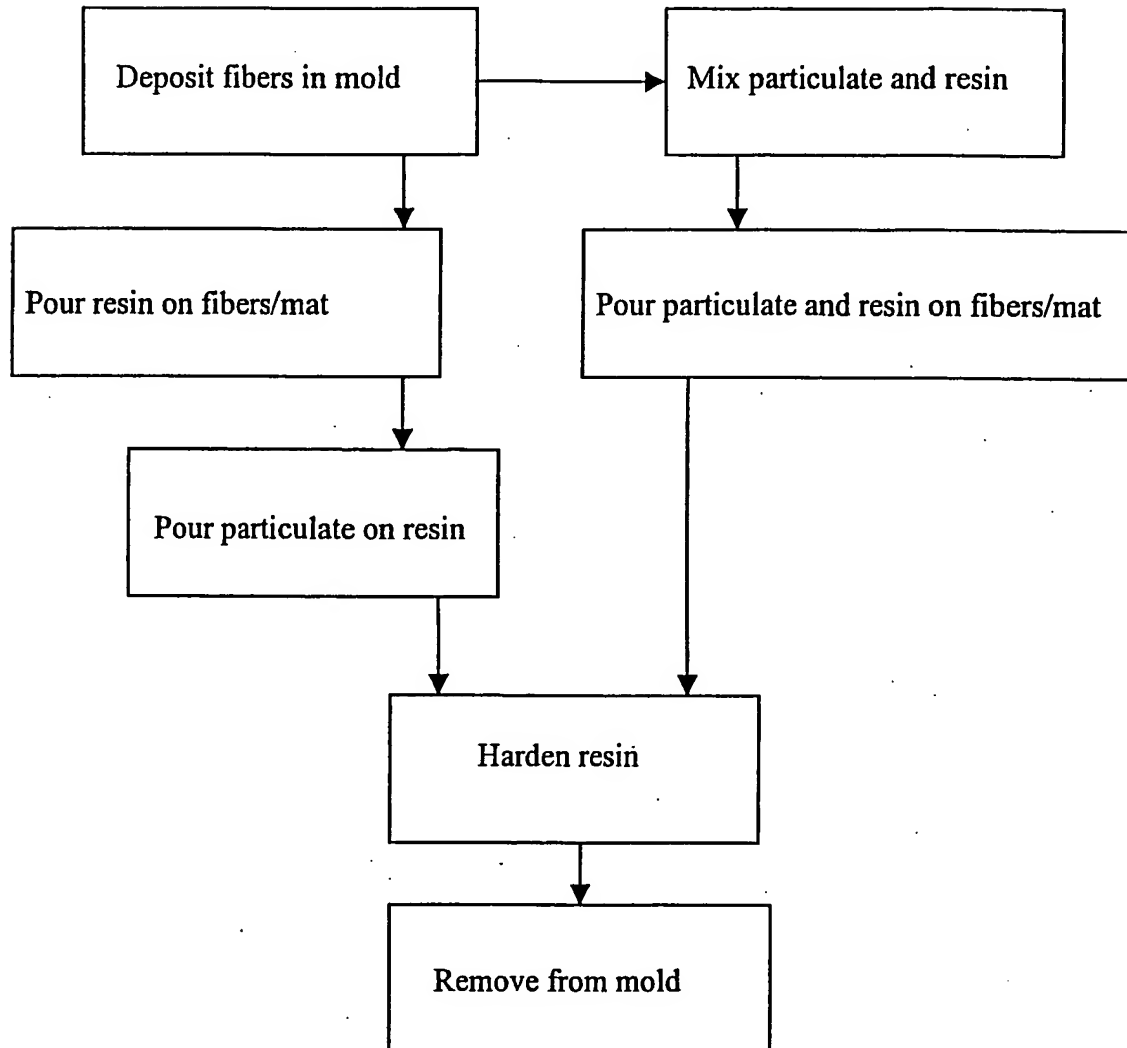 Deposit fibers in mold
Mix particulate and resin
Pour resin on fibers/mat
Pour particulate and resin on fibers/mat
Pour particulate on resin
Harden resin
Remove from mold